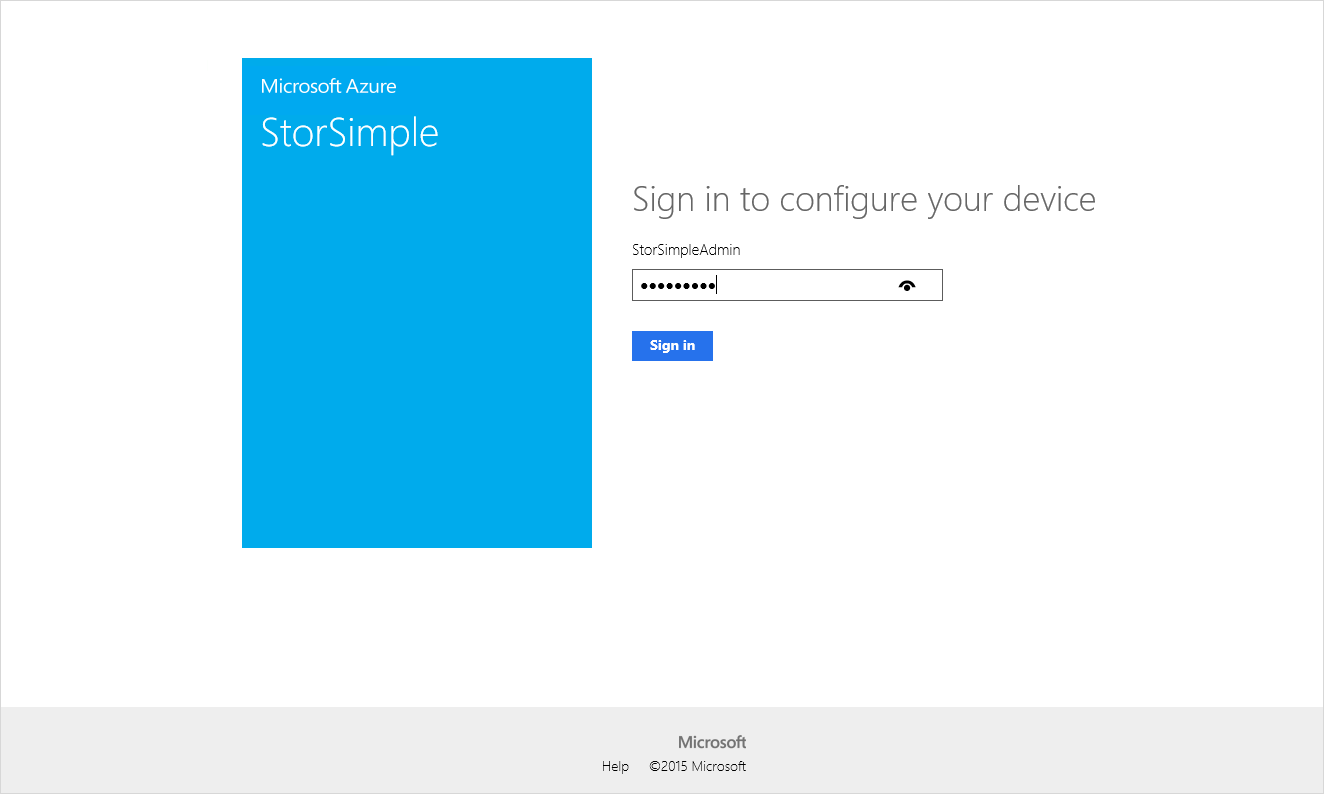 Microsoft Azure
StorSimple
Sign in to configure your device
StorSimpleAdmin
•••••••••
Sign in
Microsoft
Help ©2015 Microsoft